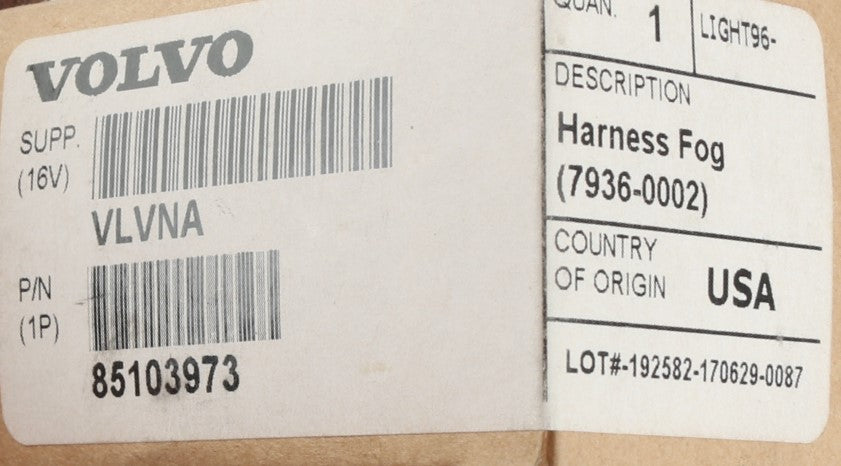 VOLVO
SUPP.
(16V)
VLVNA
P/N
(1P)
85103973
QUAN. 1 LIGHT96-
DESCRIPTION
Harness Fog
(7936-0002)
COUNTRY
OF ORIGIN USA
LOT#-192582-170629-0087